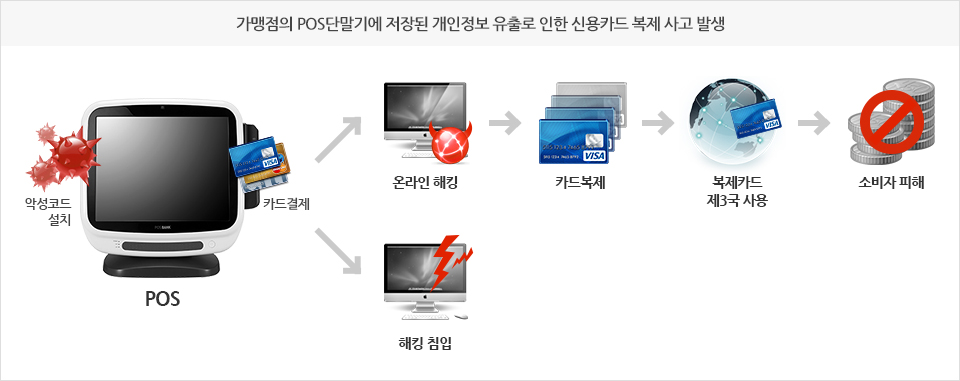 가맹점의 POS단말기에 저장된 개인정보 유출로 인한 신용카드 복제 사고 발생
악성코드
설치
카드결제
POS
온라인 해킹
카드복제
VISA
복제카드
제3국 사용
VISA
소비자 피해
해킹 침입